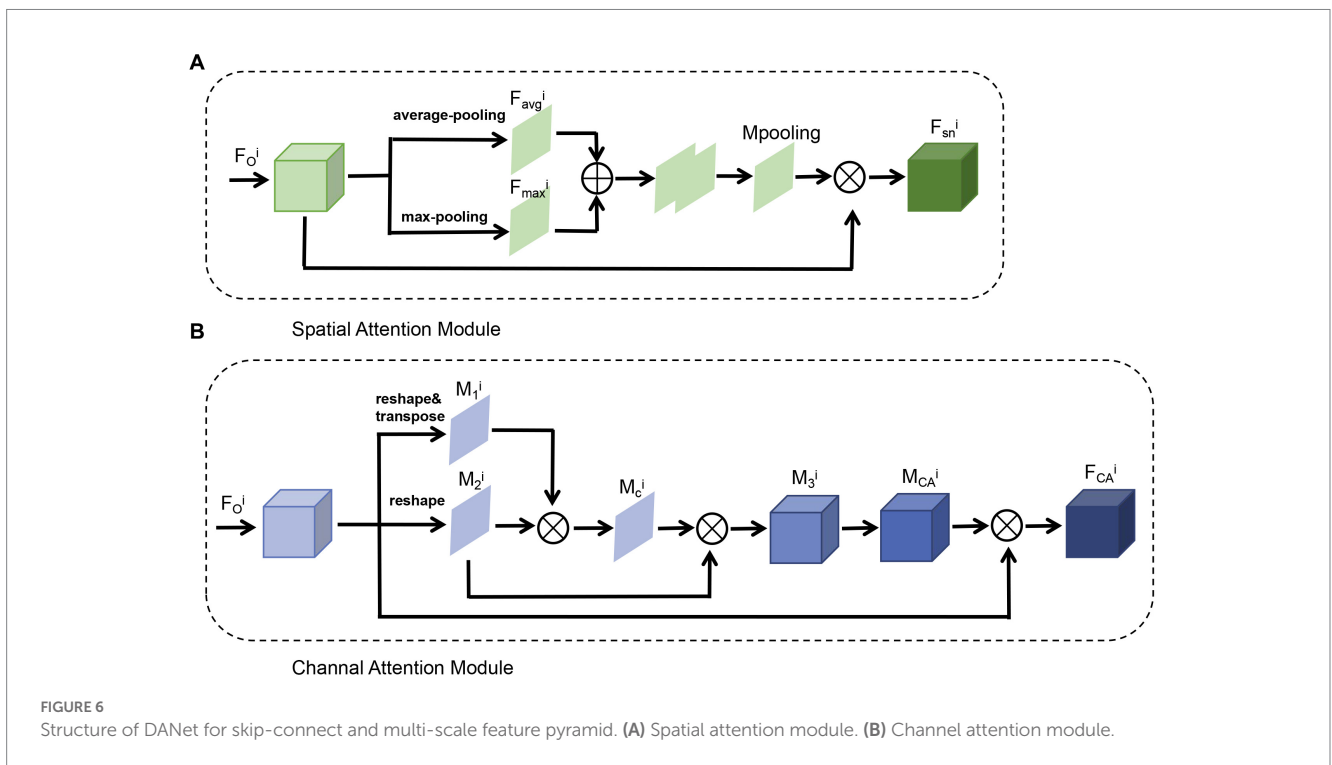 A
F_O^i
average-pooling
F_avg^i
max-pooling
F_max^i
Mpooling
F_sn^i
Spatial Attention Module
B
F_O^i
reshape&
transpose
M_1^i
reshape
M_2^i
M_c^i
M_3^i
M_CA^i
F_CA^i
Channal Attention Module
FIGURE 6
Structure of DANet for skip-connect and multi-scale feature pyramid. (A) Spatial attention module. (B) Channel attention module.